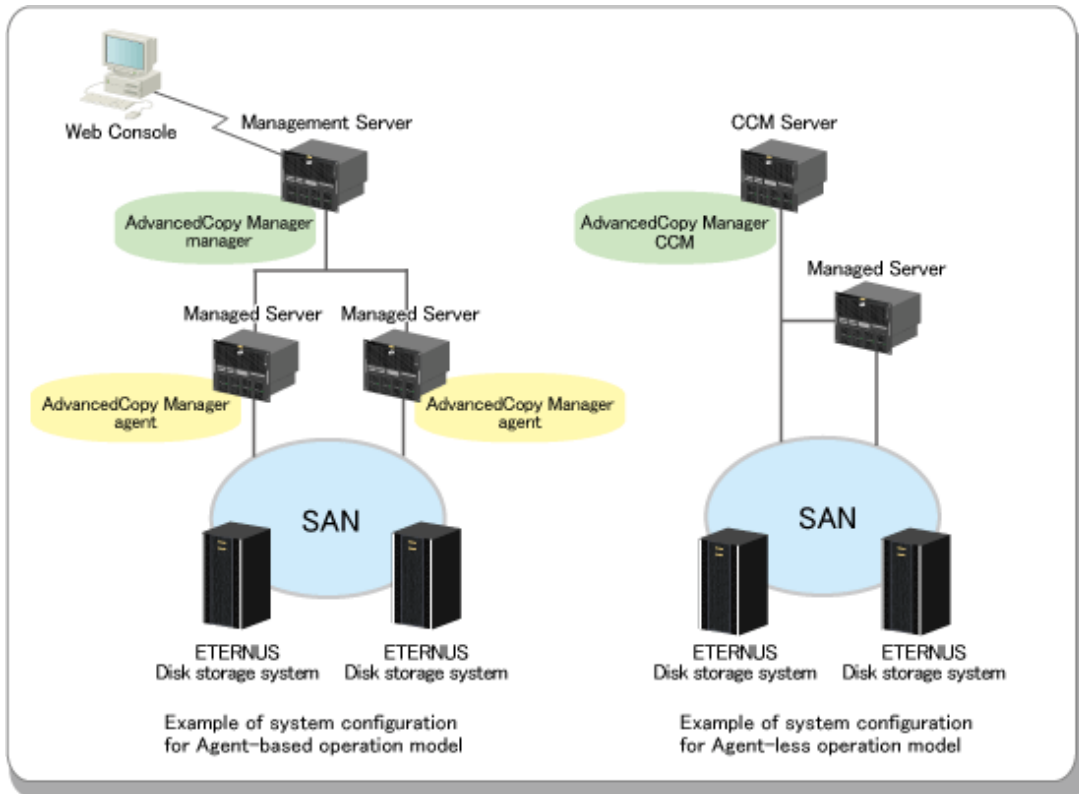 Web Console
Management Server
AdvancedCopy Manager
manager
Managed Server
Managed Server
AdvancedCopy Manager
agent
AdvancedCopy Manager
agent
SAN
ETERNUS
Disk storage system
ETERNUS
Disk storage system
Example of system configuration
for Agent-based operation model
CCM Server
AdvancedCopy Manager
CCM
Managed Server
SAN
ETERNUS
Disk storage system
ETERNUS
Disk storage system
Example of system configuration
for Agent-less operation model